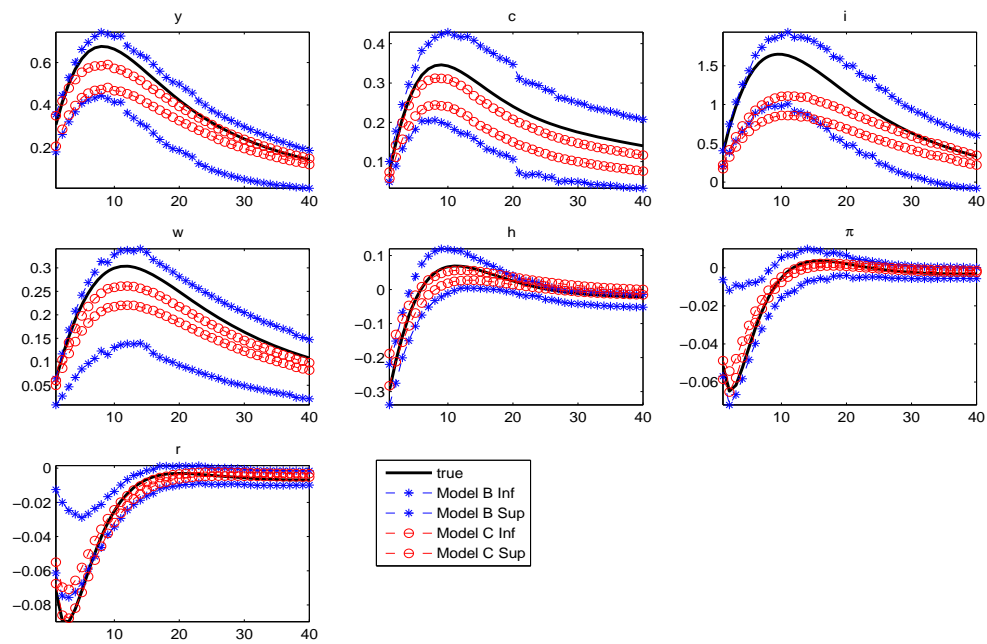 y
0.6
0.4
0.2
10 20 30 40
c
0.4
0.3
0.2
0.1
10 20 30 40
i
1.5
1
0.5
0
10 20 30 40
w
0.3
0.25
0.2
0.15
0.1
0.05
10 20 30 40
h
0.1
0
−0.1
−0.2
−0.3
10 20 30 40
π
0
−0.02
−0.04
−0.06
10 20 30 40
r
0
−0.02
−0.04
−0.06
−0.08
10 20 30 40
true
Model B Inf
Model B Sup
Model C Inf
Model C Sup